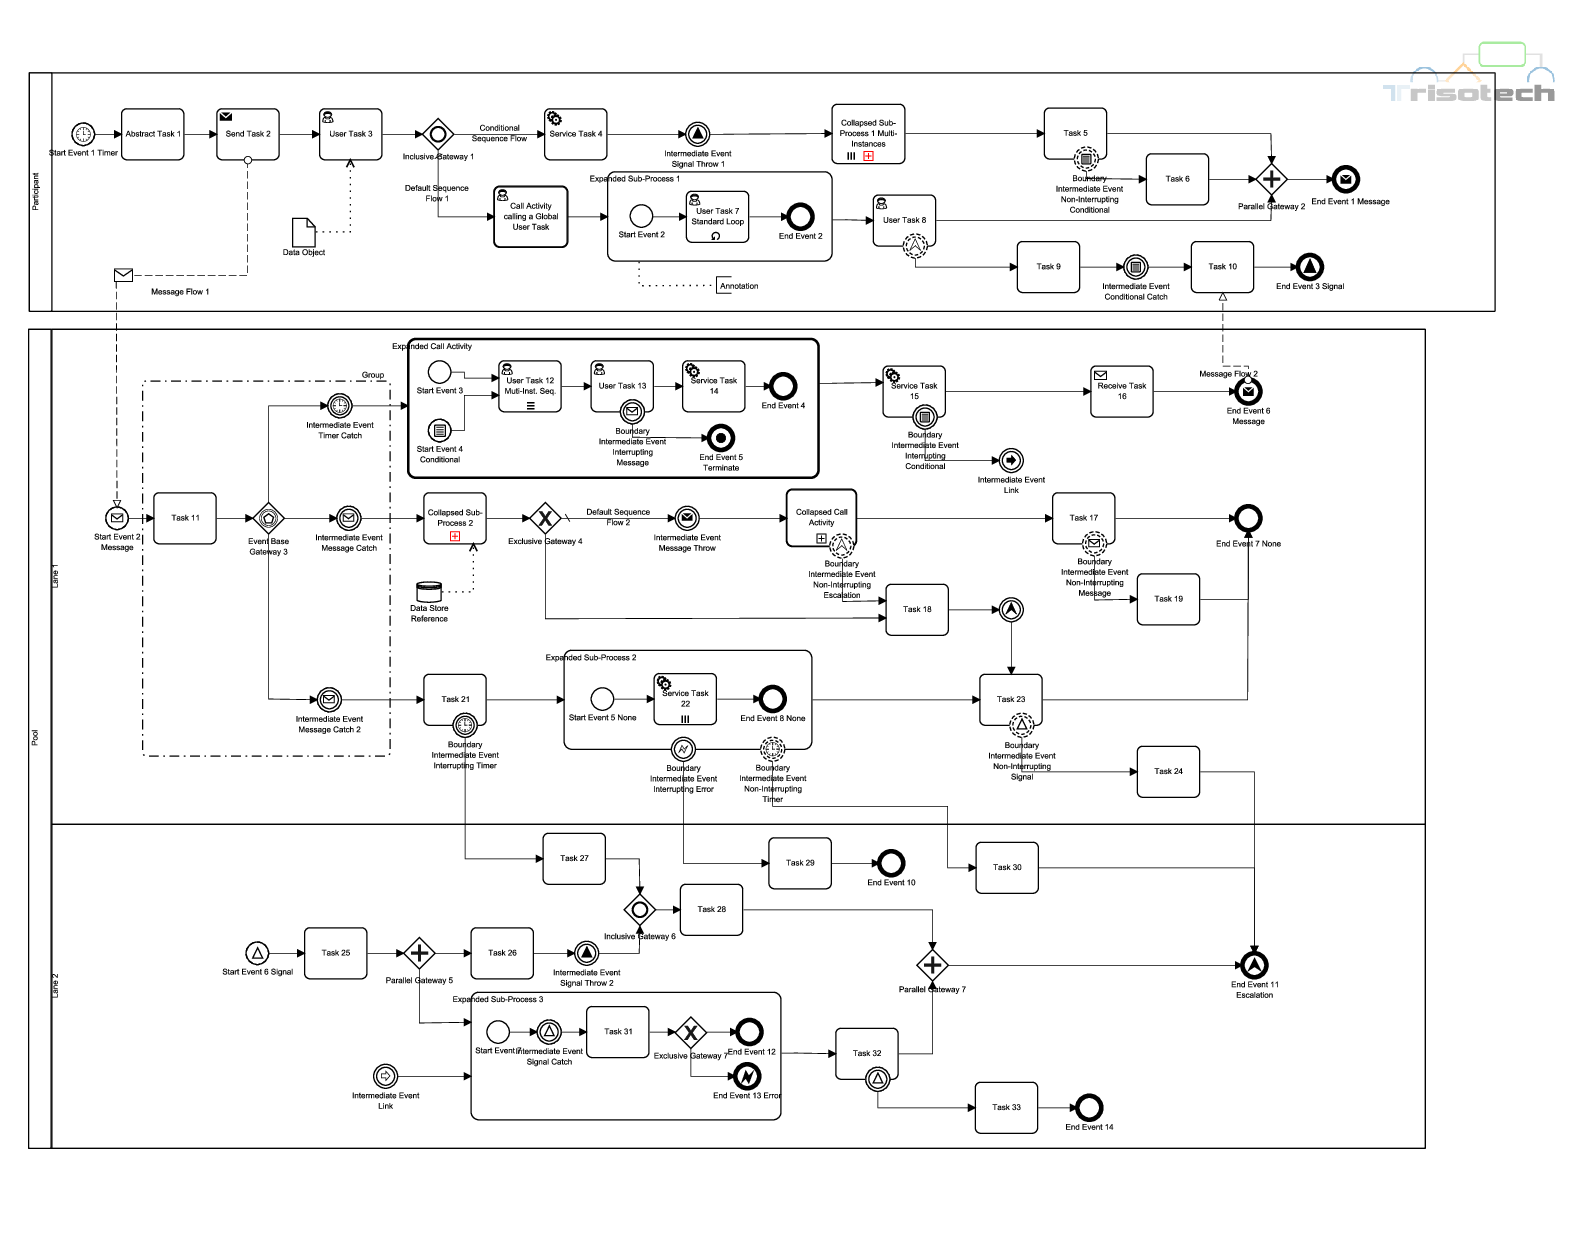 Trisotech
Participant
Start Event 1 Timer
Abstract Task 1
Send Task 2
User Task 3
Inclusive Gateway 1
Conditional
Sequence Flow
Service Task 4
Intermediate Event
Signal Throw 1
Collapsed Sub-
Process 1 Multi-
Instances
Task 5
Boundary
Intermediate Event
Non-Interrupting
Conditional
Task 6
Parallel Gateway 2
End Event 1 Message
Default Sequence
Flow 1
Call Activity
calling a Global
User Task
Expanded Sub-Process 1
Start Event 2
User Task 7
Standard Loop
End Event 2
User Task 8
Data Object
Annotation
Message Flow 1
Task 9
Intermediate Event
Conditional Catch
Task 10
End Event 3 Signal
Pool
Lane 1
Group
Expanded Call Activity
Start Event 3
User Task 12
Muti-Inst. Seq.
User Task 13
Service Task
14
End Event 4
Start Event 4
Conditional
Boundary
Intermediate Event
Interrupting
Message
End Event 5
Terminate
Service Task
15
Boundary
Intermediate Event
Interrupting
Conditional
Intermediate Event
Link
Receive Task
16
Message Flow 2
End Event 6
Message
Intermediate Event
Timer Catch
Start Event 2
Message
Task 11
Event Base
Gateway 3
Intermediate Event
Message Catch
Collapsed Sub-
Process 2
Exclusive Gateway 4
Default Sequence
Flow 2
Intermediate Event
Message Throw
Collapsed Call
Activity
Boundary
Intermediate Event
Non-Interrupting
Escalation
Task 17
Boundary
Intermediate Event
Non-Interrupting
Message
End Event 7 None
Data Store
Reference
Task 18
Task 19
Intermediate Event
Message Catch 2
Task 21
Boundary
Intermediate Event
Interrupting Timer
Expanded Sub-Process 2
Start Event 5 None
Service Task
22
End Event 8 None
Boundary
Intermediate Event
Interrupting Error
Boundary
Intermediate Event
Non-Interrupting
Timer
Task 23
Boundary
Intermediate Event
Non-Interrupting
Signal
Task 24
Lane 2
Task 27
Task 29
End Event 10
Task 30
Inclusive Gateway 6
Task 28
Start Event 6 Signal
Task 25
Parallel Gateway 5
Task 26
Intermediate Event
Signal Throw 2
Parallel Gateway 7
End Event 11
Escalation
Expanded Sub-Process 3
Start Event 7
Intermediate Event
Signal Catch
Task 31
Exclusive Gateway 7
End Event 12
End Event 13 Error
Intermediate Event
Link
Task 32
Task 33
End Event 14